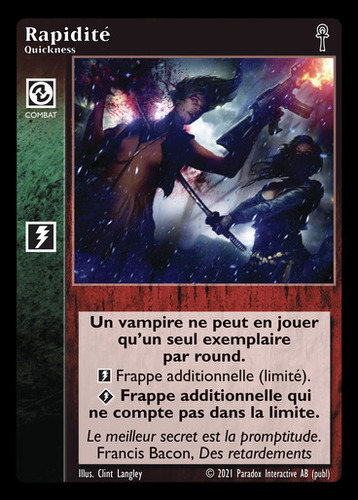 Rapidité
Quickness
COMBAT
Un vampire ne peut en jouer
qu'un seul exemplaire
par round.
Frappe additionnelle (limité).
Frappe additionnelle qui
ne compte pas dans la limite.
Le meilleur secret est la promptitude.
Francis Bacon, Des retardements
Illus. Clint Langley
© 2021 Paradox Interactive AB (publ)